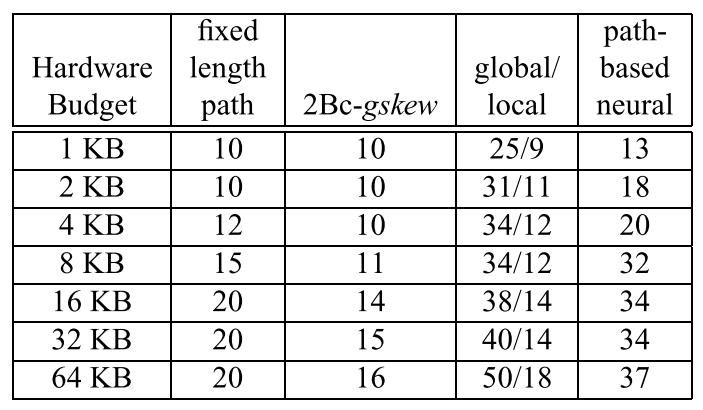 fixed path-
Hardware length global/ based
Budget path 2Bc-gskew local neural
1 KB 10 10 25/9 13
2 KB 10 10 31/11 18
4 KB 12 10 34/12 20
8 KB 15 11 34/12 32
16 KB 20 14 38/14 34
32 KB 20 15 40/14 34
64 KB 20 16 50/18 37